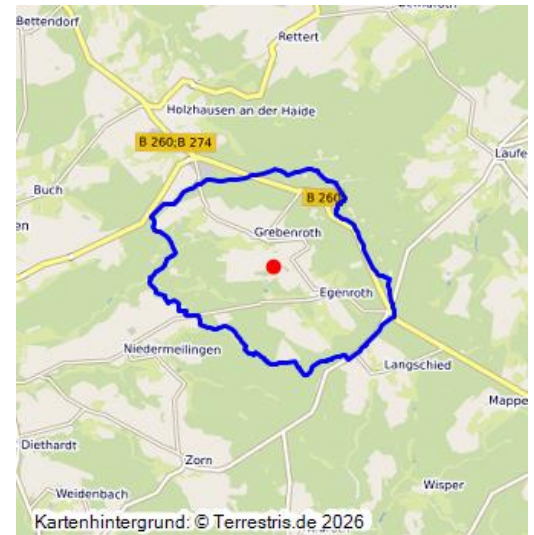 Bettendorf
Rettert
Holzhausen an der Haide
B 260;B 274
Laufe
Buch
B 260
en
Grebenroth
Egenroth
Niedermeilingen
Langschied
Mappe
Diethardt
Zorn
Wisper
Weidenbach
Kartenhintergrund: © Terrestris.de 2026